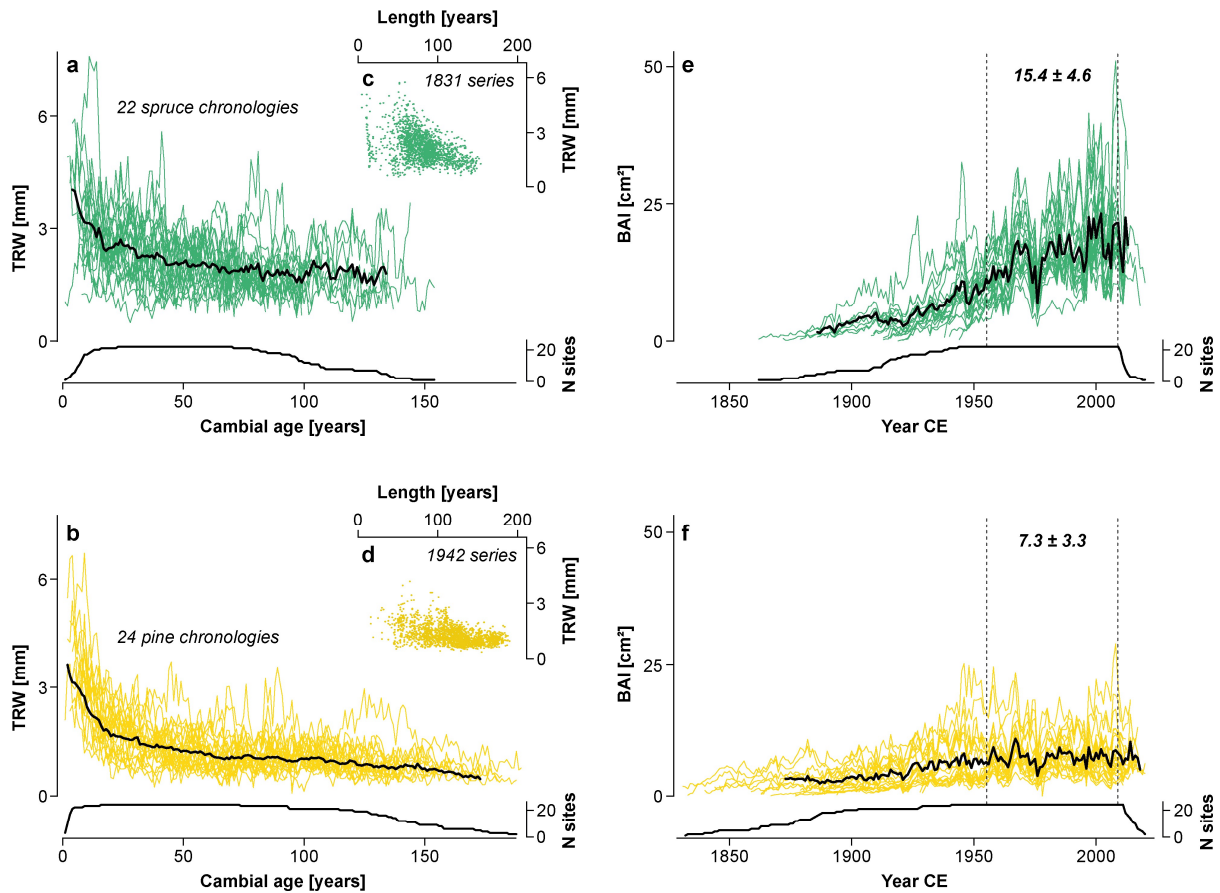 Length [years]
0 100 200
a
22 spruce chronologies
c
1831 series
6
3
0
TRW [mm]
6
3
0
TRW [mm]
20
0
N sites
0 50 100 150
Cambial age [years]
e
15.4 ± 4.6
50
25
0
BAI [cm²]
20
0
N sites
1850 1900 1950 2000
Year CE
Length [years]
0 100 200
b
24 pine chronologies
d
1942 series
6
3
0
TRW [mm]
6
3
0
TRW [mm]
20
0
N sites
0 50 100 150
Cambial age [years]
f
7.3 ± 3.3
50
25
0
BAI [cm²]
20
0
N sites
1850 1900 1950 2000
Year CE